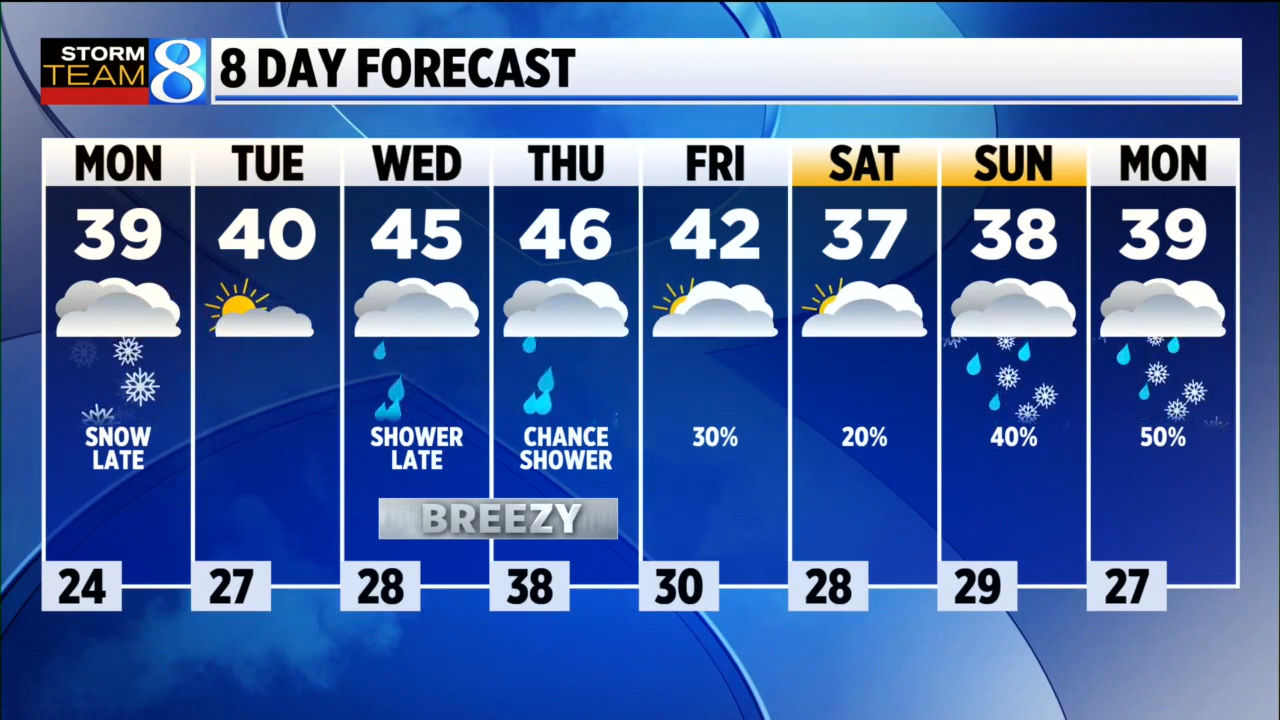 STORM
TEAM
8
8 DAY FORECAST
MON TUE WED THU FRI SAT SUN MON
39 40 45 46 42 37 38 39
SNOW LATE
SHOWER LATE
CHANCE SHOWER
30% 20% 40% 50%
BREEZY
24 27 28 38 30 28 29 27